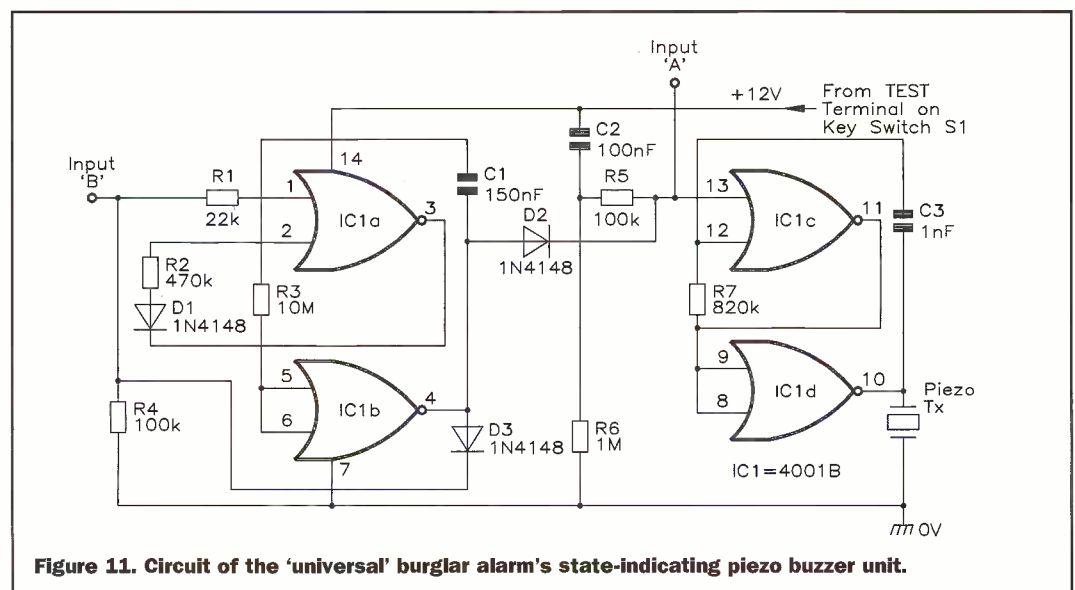 Input
'A'
+12V
From TEST
Terminal on
Key Switch S1
C2
100nF
14
Input
'B'
R1
22k
1
2
3
IC1a
C1
150nF
R5
100k
D2
1N4148
13
12
11
IC1c
C3
1nF
R2
470k
D1
1N4148
R3
10M
R7
820k
5
6
4
IC1b
7
R4
100k
D3
1N4148
R6
1M
9
8
10
IC1d
Piezo
Tx
IC1=4001B
0V
Figure 11. Circuit of the 'universal' burglar alarm's state-indicating piezo buzzer unit.